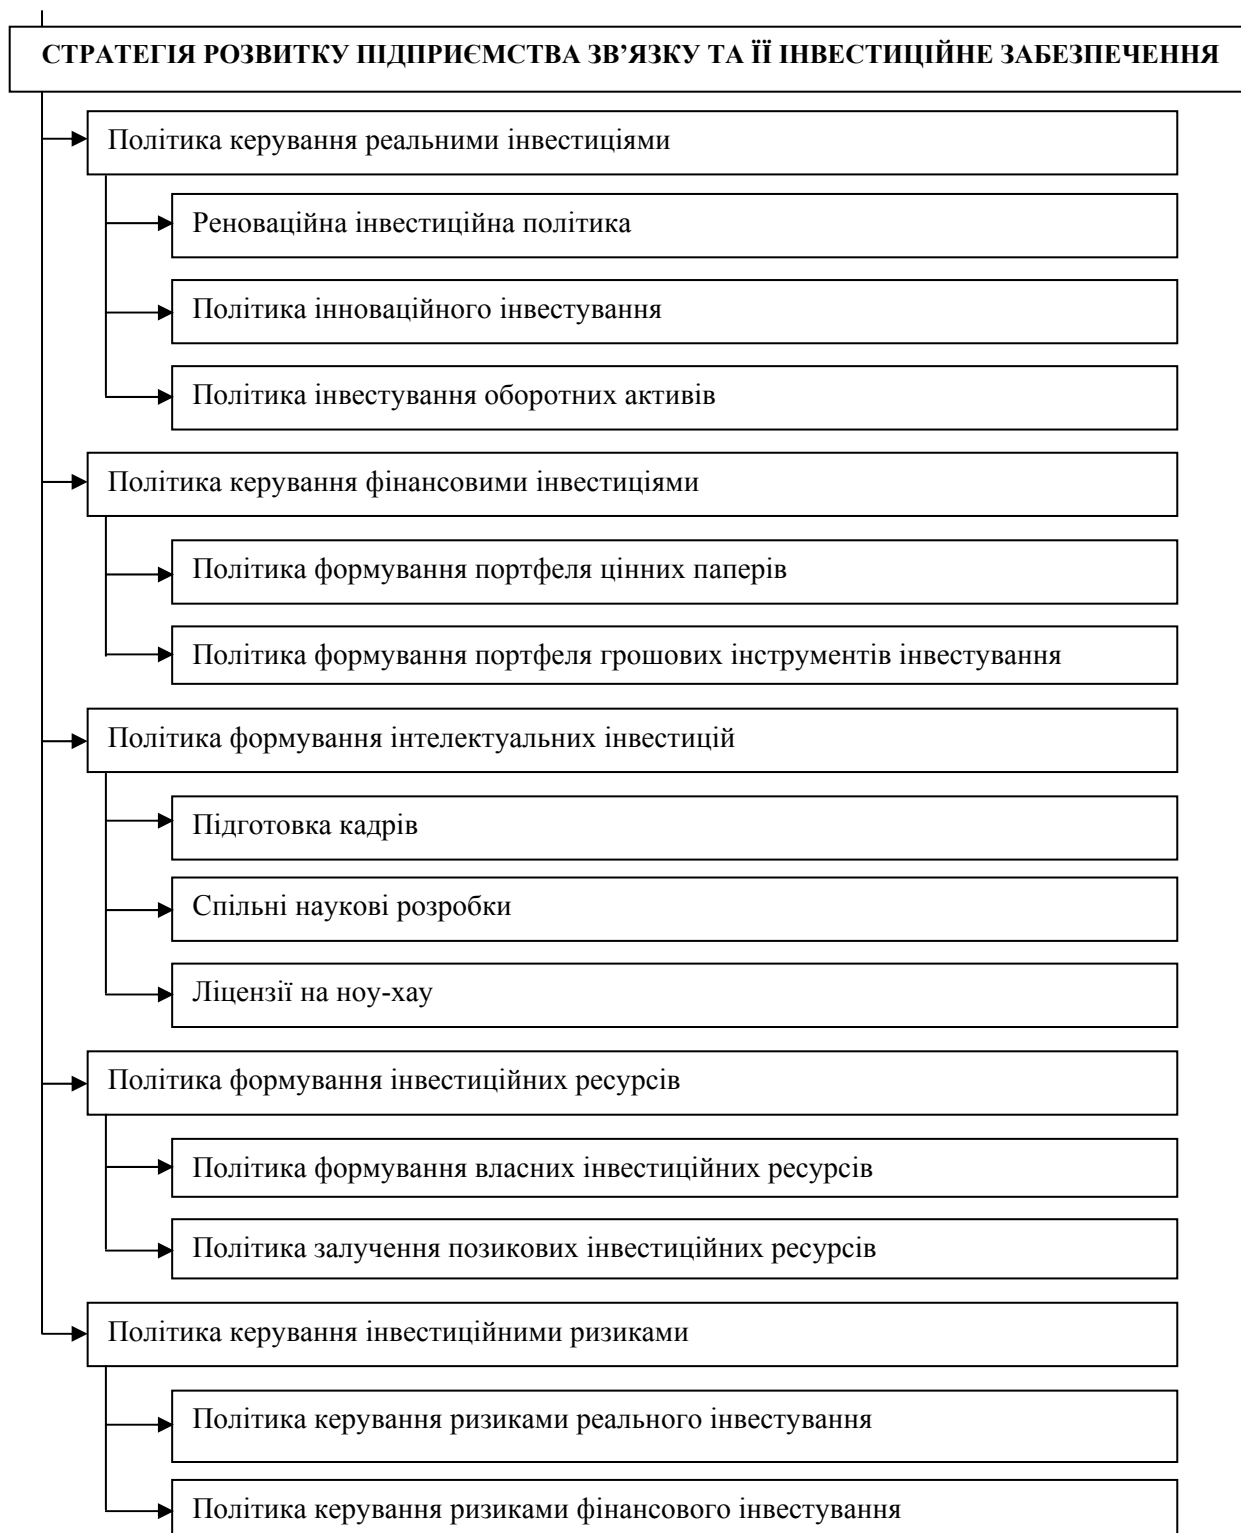 СТРАТЕГІЯ РОЗВИТКУ ПІДПРИЄМСТВА ЗВ’ЯЗКУ ТА ЇЇ ІНВЕСТИЦІЙНЕ ЗАБЕЗПЕЧЕННЯ
Політика керування реальними інвестиціями
Реноваційна інвестиційна політика
Політика інноваційного інвестування
Політика інвестування оборотних активів
Політика керування фінансовими інвестиціями
Політика формування портфеля цінних паперів
Політика формування портфеля грошових інструментів інвестування
Політика формування інтелектуальних інвестицій
Підготовка кадрів
Спільні наукові розробки
Ліцензії на ноу-хау
Політика формування інвестиційних ресурсів
Політика формування власних інвестиційних ресурсів
Політика залучення позикових інвестиційних ресурсів
Політика керування інвестиційними ризиками
Політика керування ризиками реального інвестування
Політика керування ризиками фінансового інвестування